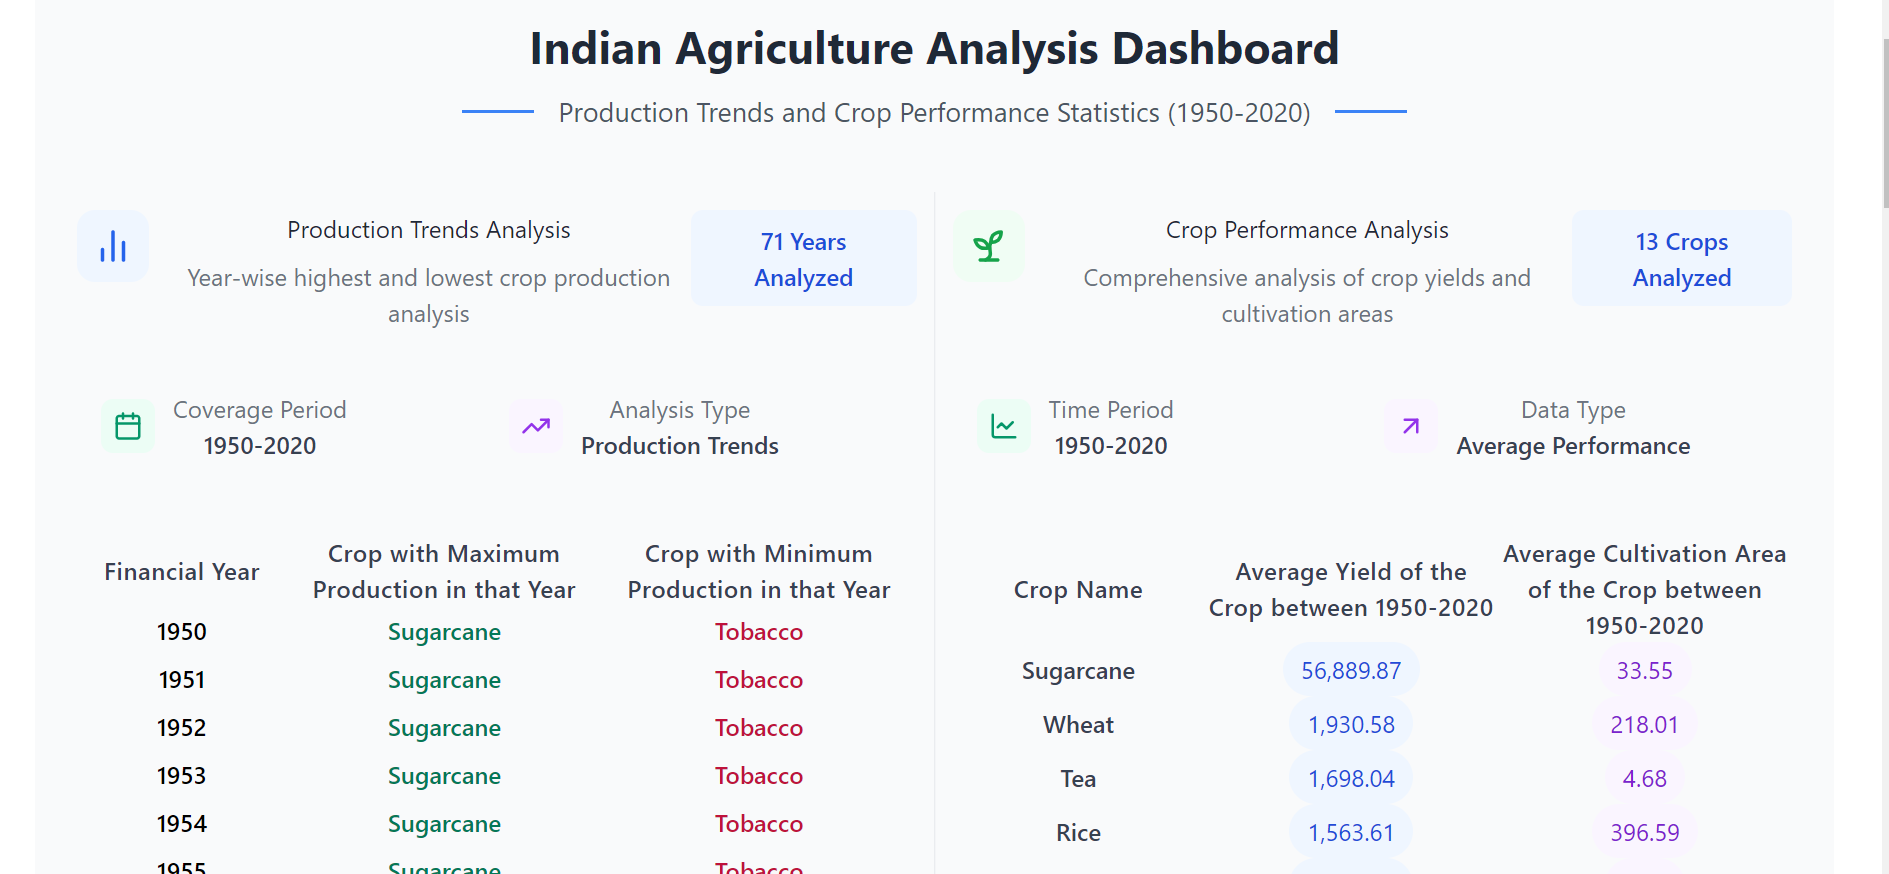 Indian Agriculture Analysis Dashboard
Production Trends and Crop Performance Statistics (1950-2020)
Production Trends Analysis
Year-wise highest and lowest crop production
analysis
71 Years
Analyzed
Coverage Period
1950-2020
Analysis Type
Production Trends
Financial Year
Crop with Maximum
Production in that Year
Crop with Minimum
Production in that Year
1950 Sugarcane Tobacco
1951 Sugarcane Tobacco
1952 Sugarcane Tobacco
1953 Sugarcane Tobacco
1954 Sugarcane Tobacco
1955 Sugarcane Tobacco
Crop Performance Analysis
Comprehensive analysis of crop yields and
cultivation areas
13 Crops
Analyzed
Time Period
1950-2020
Data Type
Average Performance
Crop Name
Average Yield of the
Crop between 1950-2020
Average Cultivation Area
of the Crop between
1950-2020
Sugarcane 56,889.87 33.55
Wheat 1,930.58 218.01
Tea 1,698.04 4.68
Rice 1,563.61 396.59